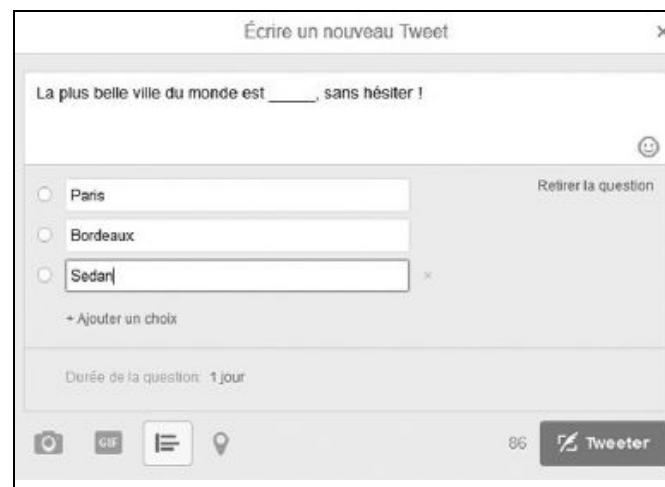 Écrire un nouveau Tweet
La plus belle ville du monde est _____, sans hésiter !
Paris
Retirer la question
Bordeaux
Sedan
+ Ajouter un choix
Durée de la question: 1 jour
GIF
86 Tweeter